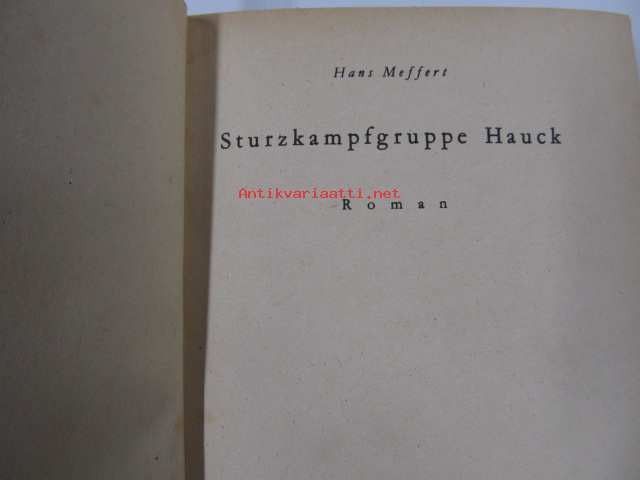 Hans Meffert
Sturzkampfgruppe Hauck
Antikvariaatti.net
Roman